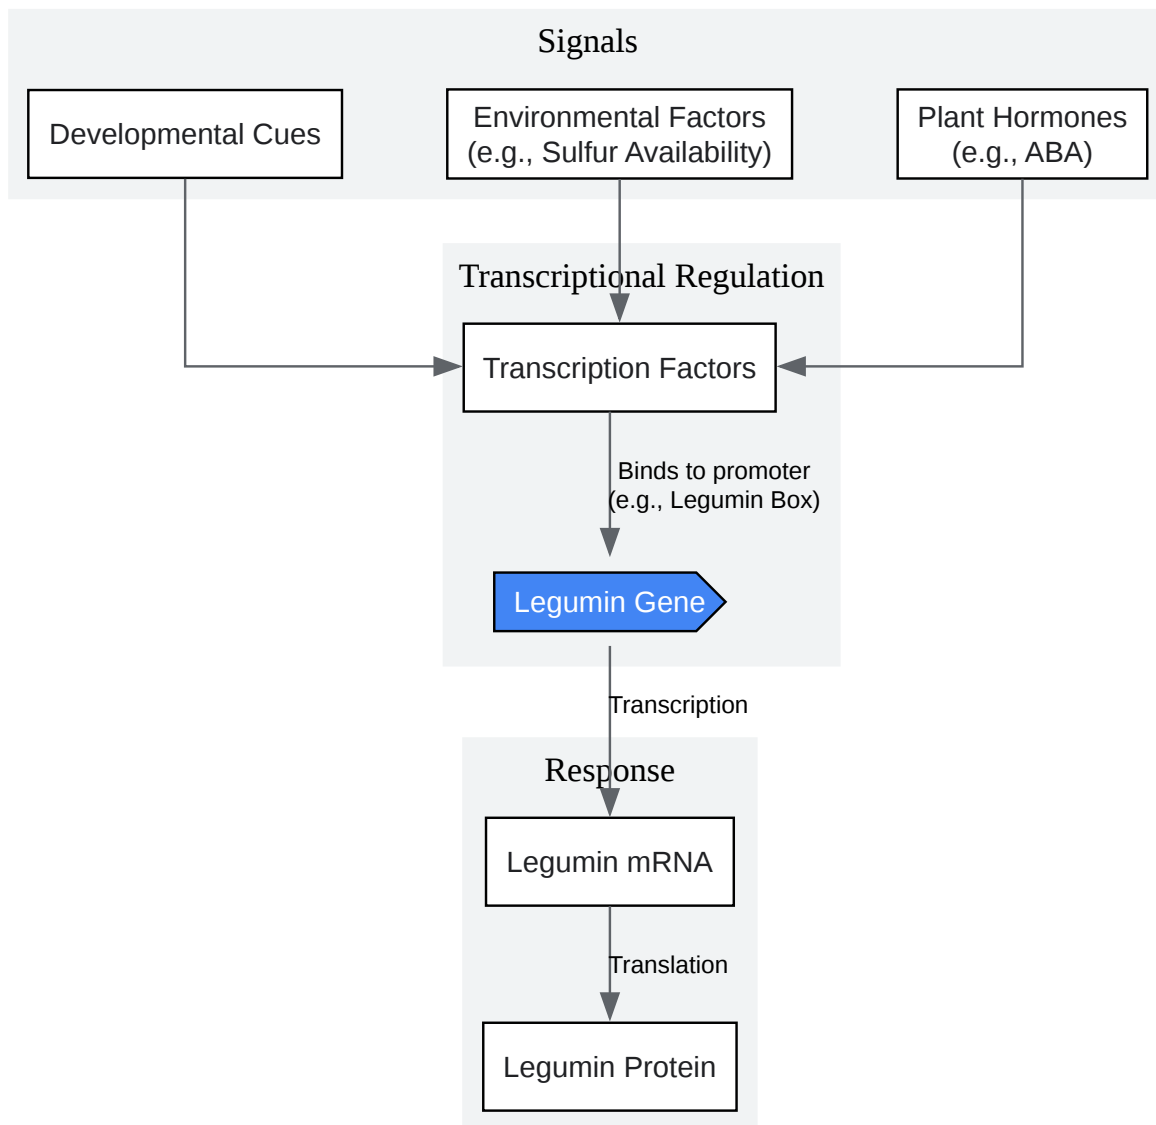 Signals
Developmental Cues
Environmental Factors
(e.g., Sulfur Availability)
Plant Hormones
(e.g., ABA)
Transcriptional Regulation
Transcription Factors
Binds to promoter
(e.g., Legumin Box)
Legumin Gene
Transcription
Response
Legumin mRNA
Translation
Legumin Protein